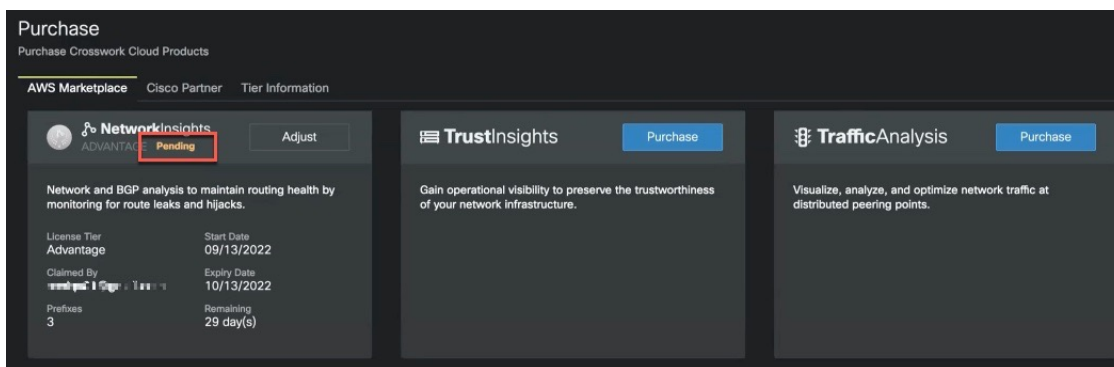 Purchase
Purchase Crosswork Cloud Products
AWS Marketplace Cisco Partner Tier Information
NetworkInsights
ADVANTAGE Pending
Adjust
Network and BGP analysis to maintain routing health by
monitoring for route leaks and hijacks.
License Tier Start Date
Advantage 09/13/2022
Claimed By Expiry Date
10/13/2022
Prefixes Remaining
3 29 day(s)
TrustInsights Purchase
Gain operational visibility to preserve the trustworthiness
of your network infrastructure.
TrafficAnalysis Purchase
Visualize, analyze, and optimize network traffic at
distributed peering points.